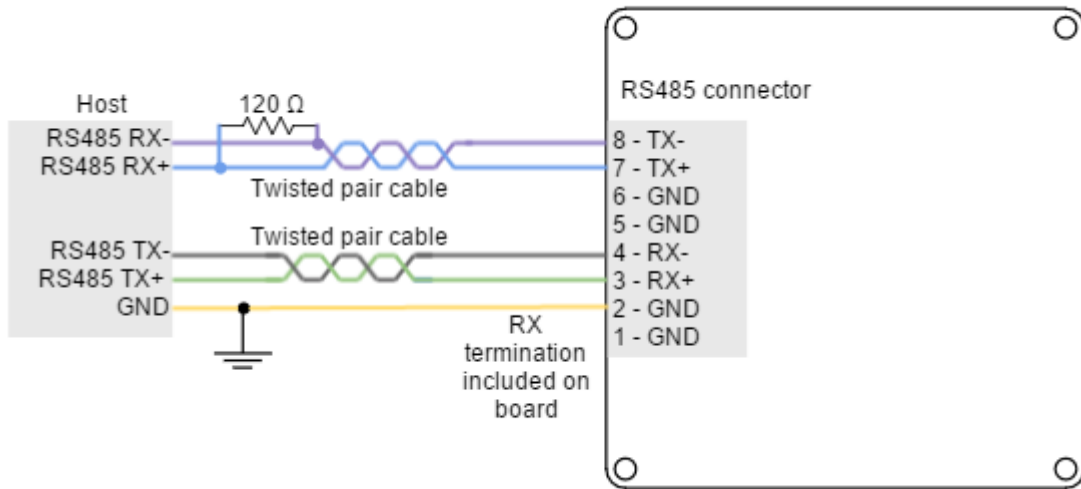 Host
120 Ω
RS485 RX-
RS485 RX+
Twisted pair cable
Twisted pair cable
RS485 TX-
RS485 TX+
GND
RX
termination
included on
board
RS485 connector
8 - TX-
7 - TX+
6 - GND
5 - GND
4 - RX-
3 - RX+
2 - GND
1 - GND